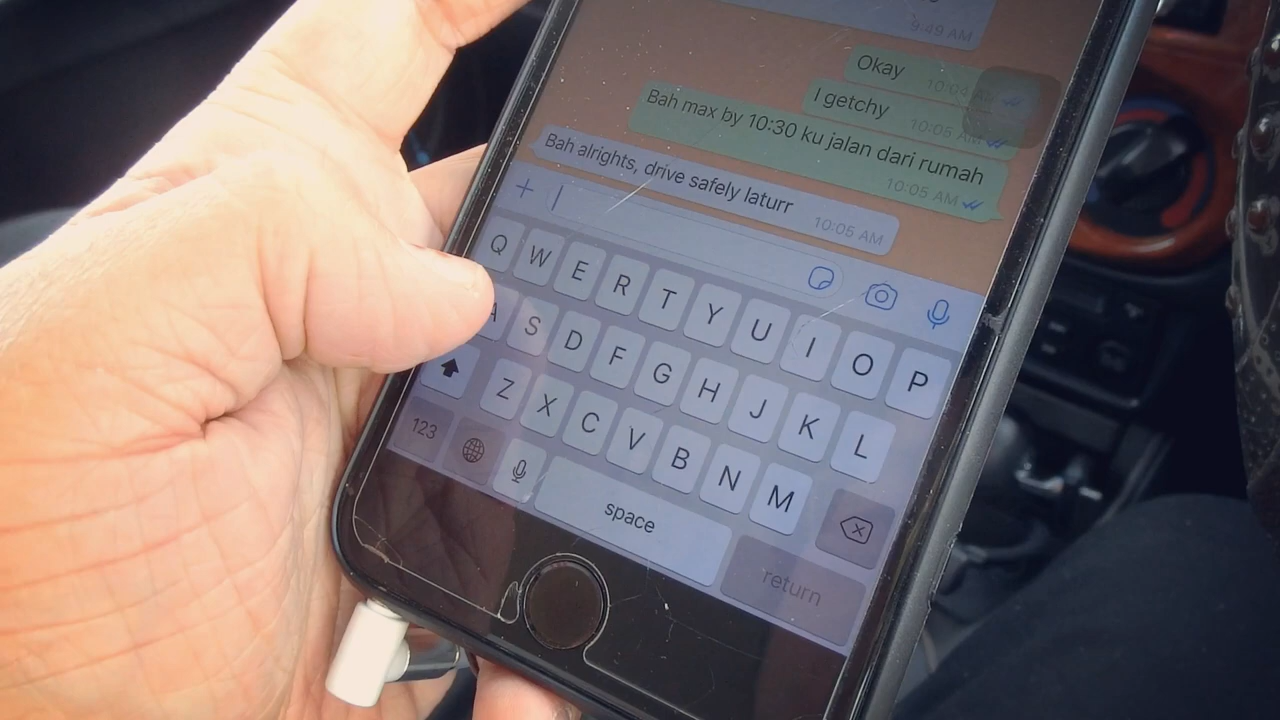 9:49 AM
Okay 10:04 AM
I getchy 10:05 AM
Bah max by 10:30 ku jalan dari rumah
10:05 AM
Bah alrights, drive safely laturr 10:05 AM
Q W E R T Y U I O P
A S D F G H J K L
Z X C V B N M
123 space return